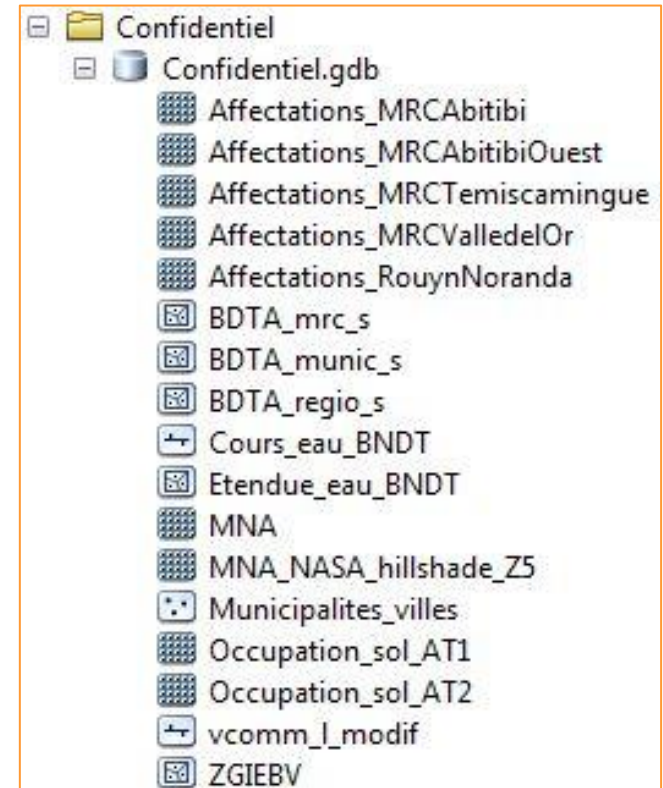 Confidentiel
Confidentiel.gdb
Affectations_MRCAbitibi
Affectations_MRCAbitibiOuest
Affectations_MRCTemiscamingue
Affectations_MRCValledelOr
Affectations_RouynNoranda
BDTA_mrc_s
BDTA_munic_s
BDTA_regio_s
Cours_eau_BNDT
Etendue_eau_BNDT
MNA
MNA_NASA_hillshade_Z5
Municipalites_villes
Occupation_sol_AT1
Occupation_sol_AT2
vcomm_l_modif
ZGIEBV